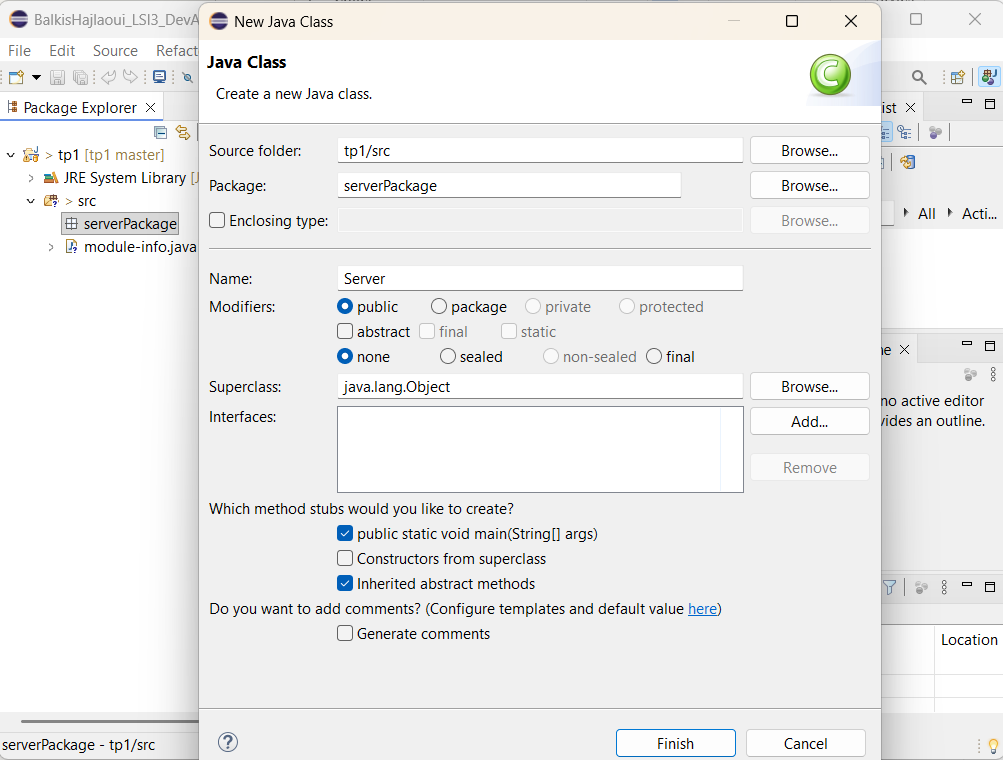 BalkisHajlaoui_LSI3_DevA
New Java Class
File Edit Source Refact
Java Class
Create a new Java class.
Package Explorer
ist
> tp1 [tp1 master]
JRE System Library [J
> src
serverPackage
module-info.java
Source folder: tp1/src Browse...
Package: serverPackage Browse...
Enclosing type: Browse...
All Acti...
Name: Server
Modifiers: public package private protected
abstract final static
none sealed non-sealed final
ne
Superclass: java.lang.Object Browse...
Interfaces: Add...
Remove
no active editor
vides an outline.
Which method stubs would you like to create?
public static void main(String[] args)
Constructors from superclass
Inherited abstract methods
Do you want to add comments? (Configure templates and default value here)
Generate comments
Location
serverPackage - tp1/src
Finish Cancel